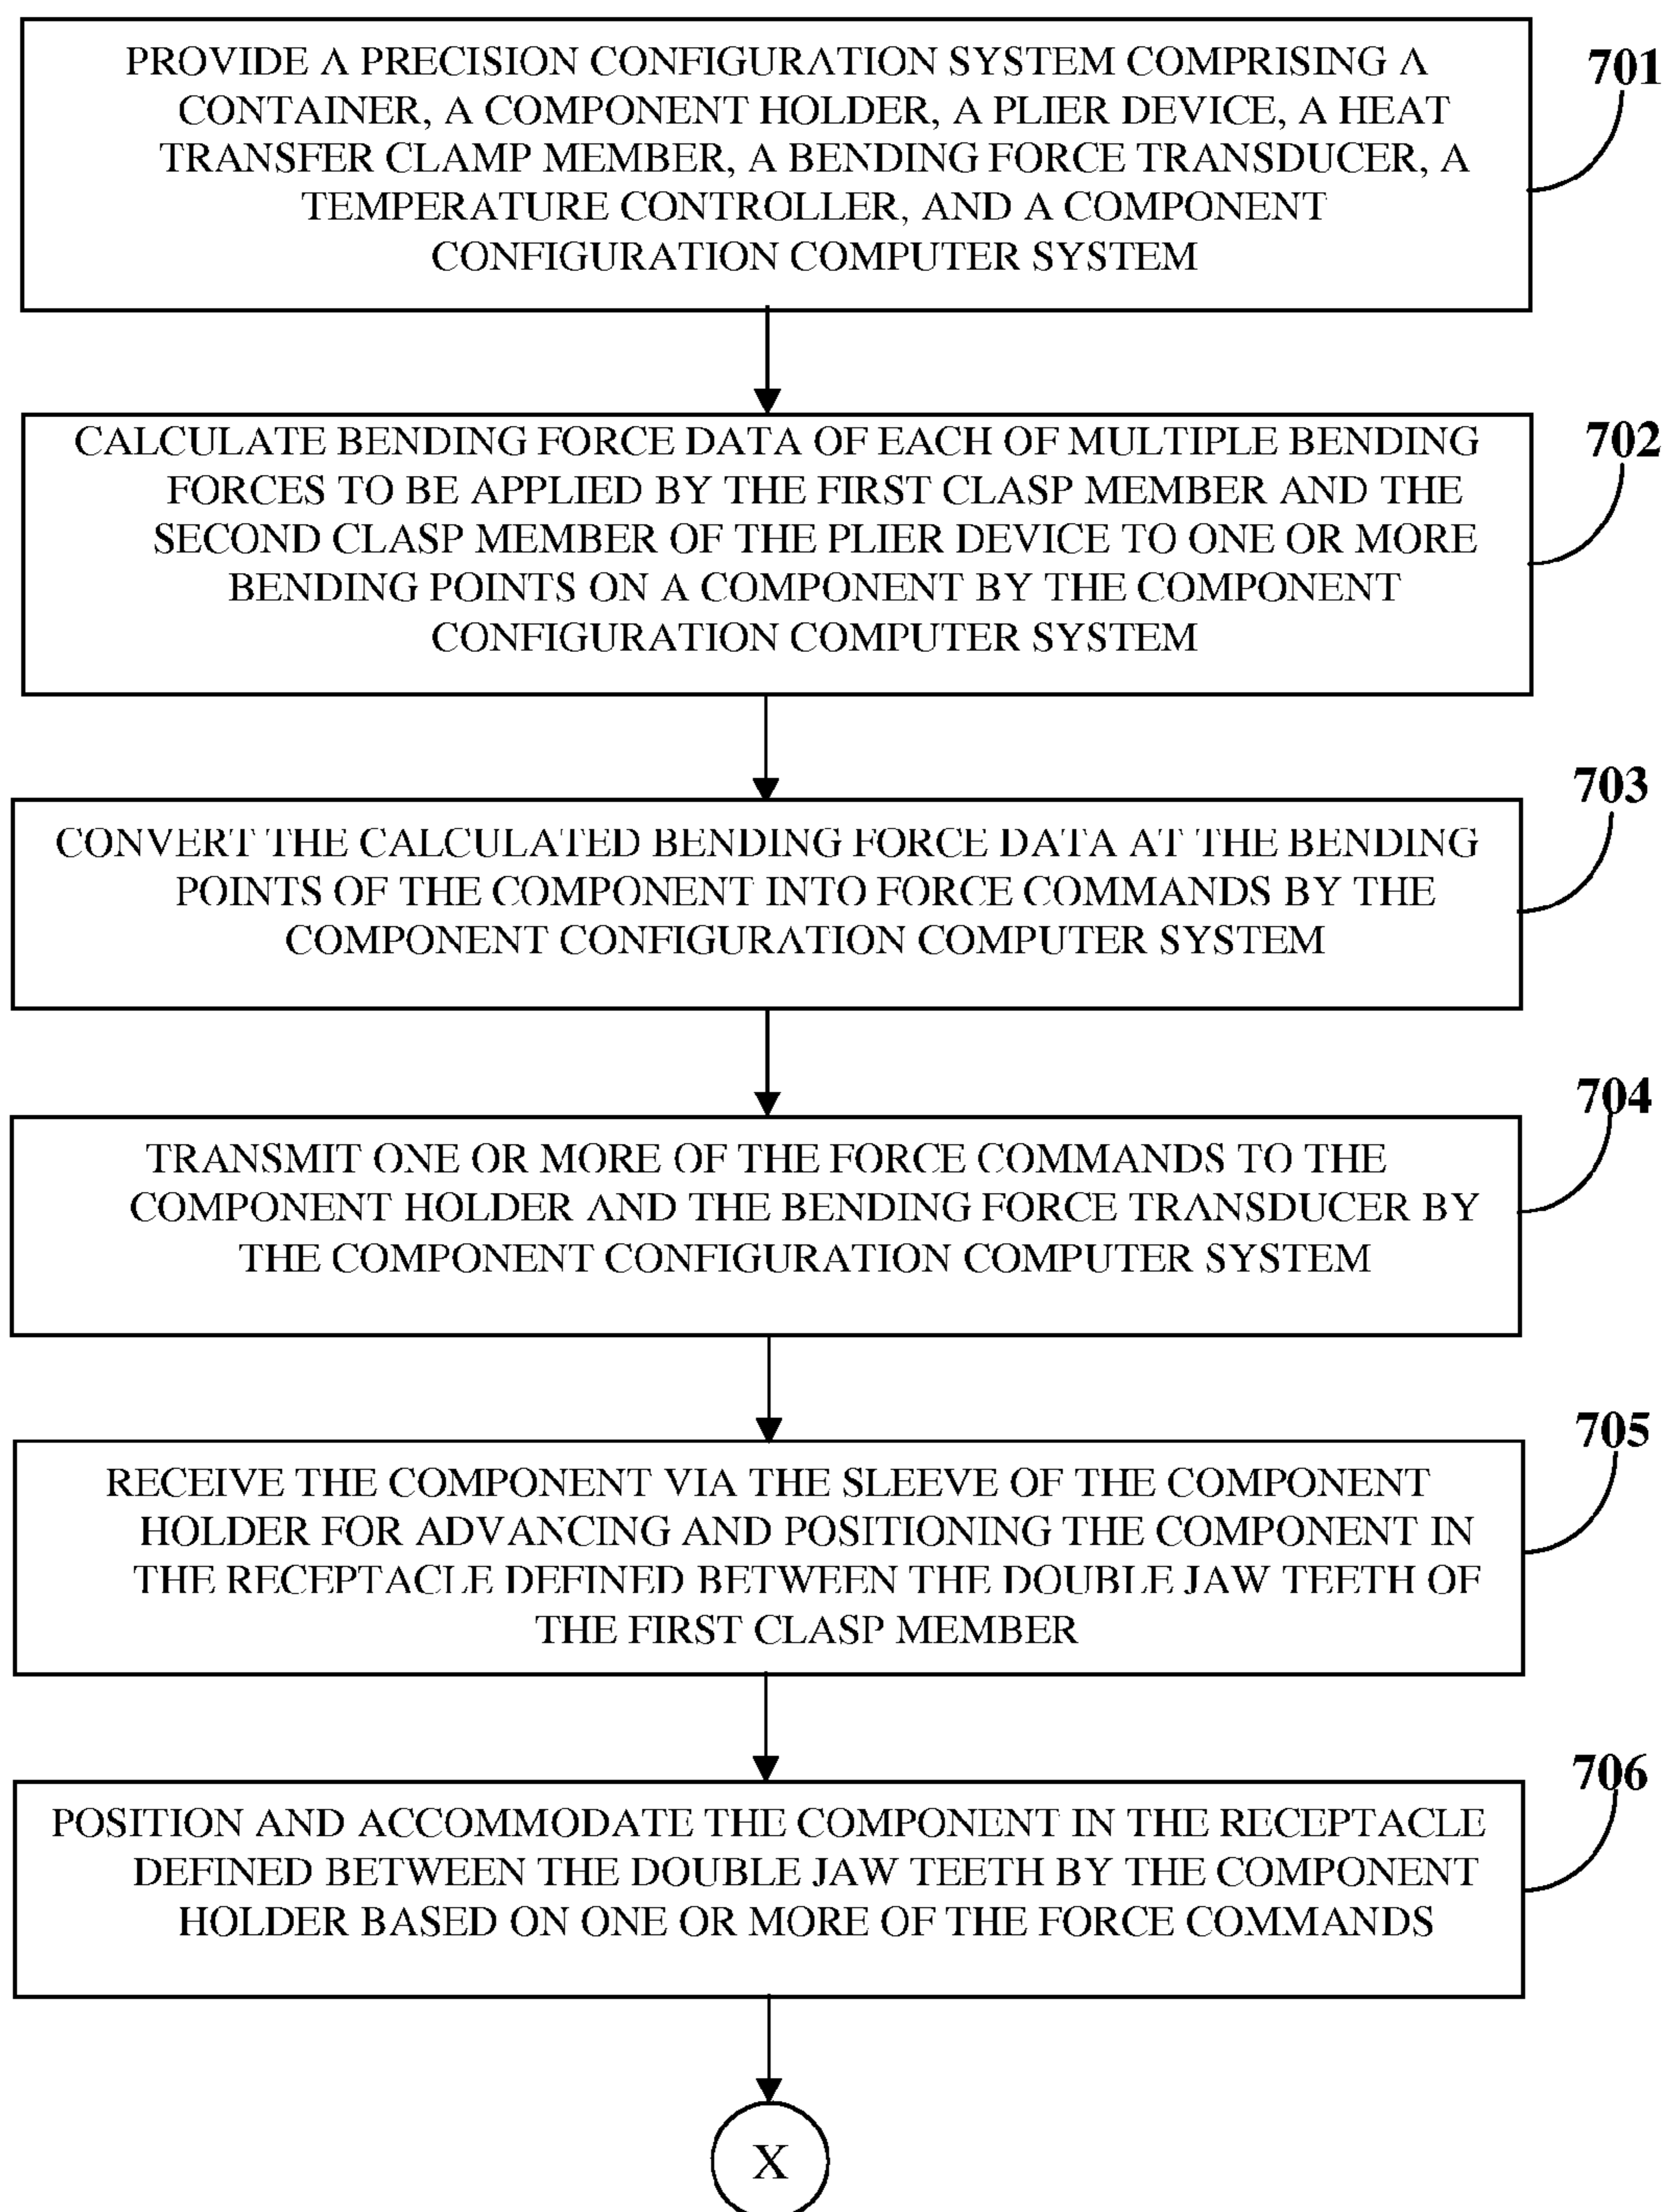 PROVIDE A PRECISION CONFIGURATION SYSTEM COMPRISING A
CONTAINER, A COMPONENT HOLDER, A PLIER DEVICE, A HEAT
TRANSFER CLAMP MEMBER, A BENDING FORCE TRANSDUCER, A
TEMPERATURE CONTROLLER, AND A COMPONENT
CONFIGURATION COMPUTER SYSTEM
701
CALCULATE BENDING FORCE DATA OF EACH OF MULTIPLE BENDING
FORCES TO BE APPLIED BY THE FIRST CLASP MEMBER AND THE
SECOND CLASP MEMBER OF THE PLIER DEVICE TO ONE OR MORE
BENDING POINTS ON A COMPONENT BY THE COMPONENT
CONFIGURATION COMPUTER SYSTEM
702
CONVERT THE CALCULATED BENDING FORCE DATA AT THE BENDING
POINTS OF THE COMPONENT INTO FORCE COMMANDS BY THE
COMPONENT CONFIGURATION COMPUTER SYSTEM
703
TRANSMIT ONE OR MORE OF THE FORCE COMMANDS TO THE
COMPONENT HOLDER AND THE BENDING FORCE TRANSDUCER BY
THE COMPONENT CONFIGURATION COMPUTER SYSTEM
704
RECEIVE THE COMPONENT VIA THE SLEEVE OF THE COMPONENT
HOLDER FOR ADVANCING AND POSITIONING THE COMPONENT IN
THE RECEPTACLE DEFINED BETWEEN THE DOUBLE JAW TEETH OF
THE FIRST CLASP MEMBER
705
POSITION AND ACCOMMODATE THE COMPONENT IN THE RECEPTACLE
DEFINED BETWEEN THE DOUBLE JAW TEETH BY THE COMPONENT
HOLDER BASED ON ONE OR MORE OF THE FORCE COMMANDS
706
X